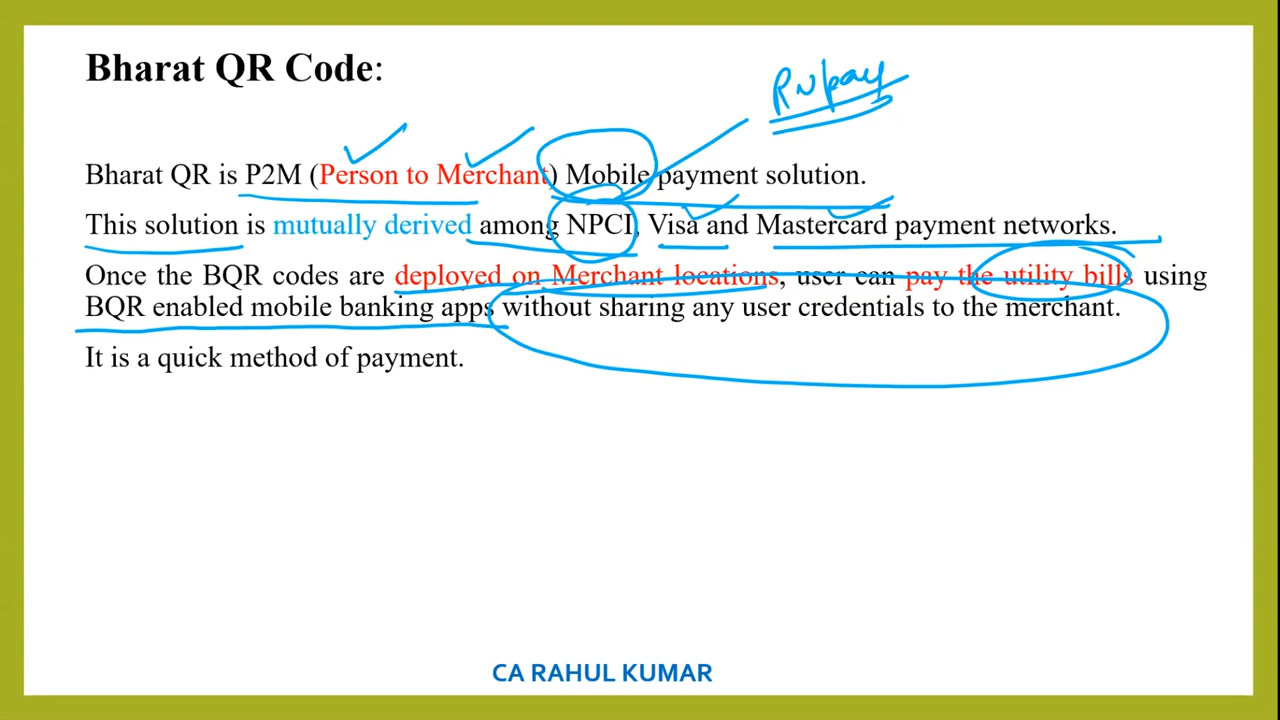 Bharat QR Code:
Rupay
Bharat QR is P2M (Person to Merchant) Mobile payment solution.
This solution is mutually derived among NPCI, Visa and Mastercard payment networks.
Once the BQR codes are deployed on Merchant locations, user can pay the utility bills using
BQR enabled mobile banking apps without sharing any user credentials to the merchant.
It is a quick method of payment.
CA RAHUL KUMAR